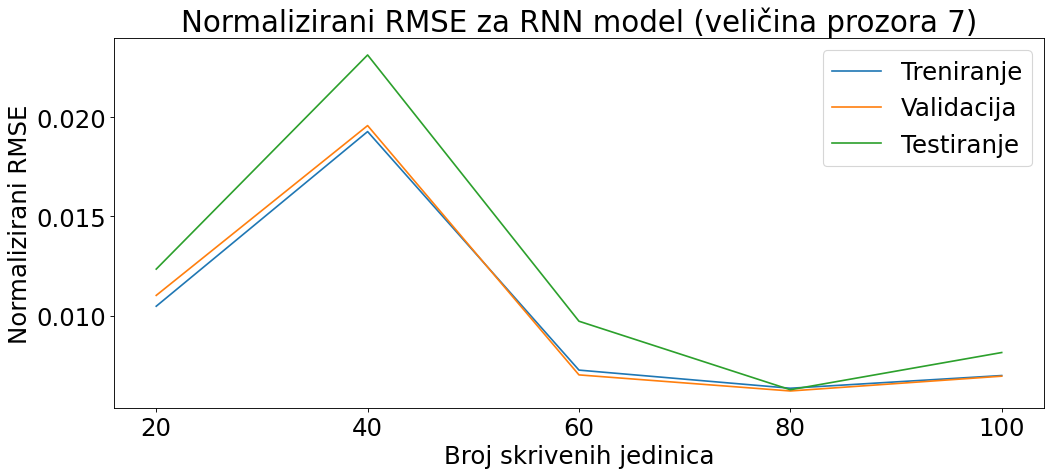 Normalizirani RMSE za RNN model (veličina prozora 7)
Treniranje
Validacija
Testiranje
Normalizirani RMSE
0.020
0.015
0.010
20 40 60 80 100
Broj skrivenih jedinica